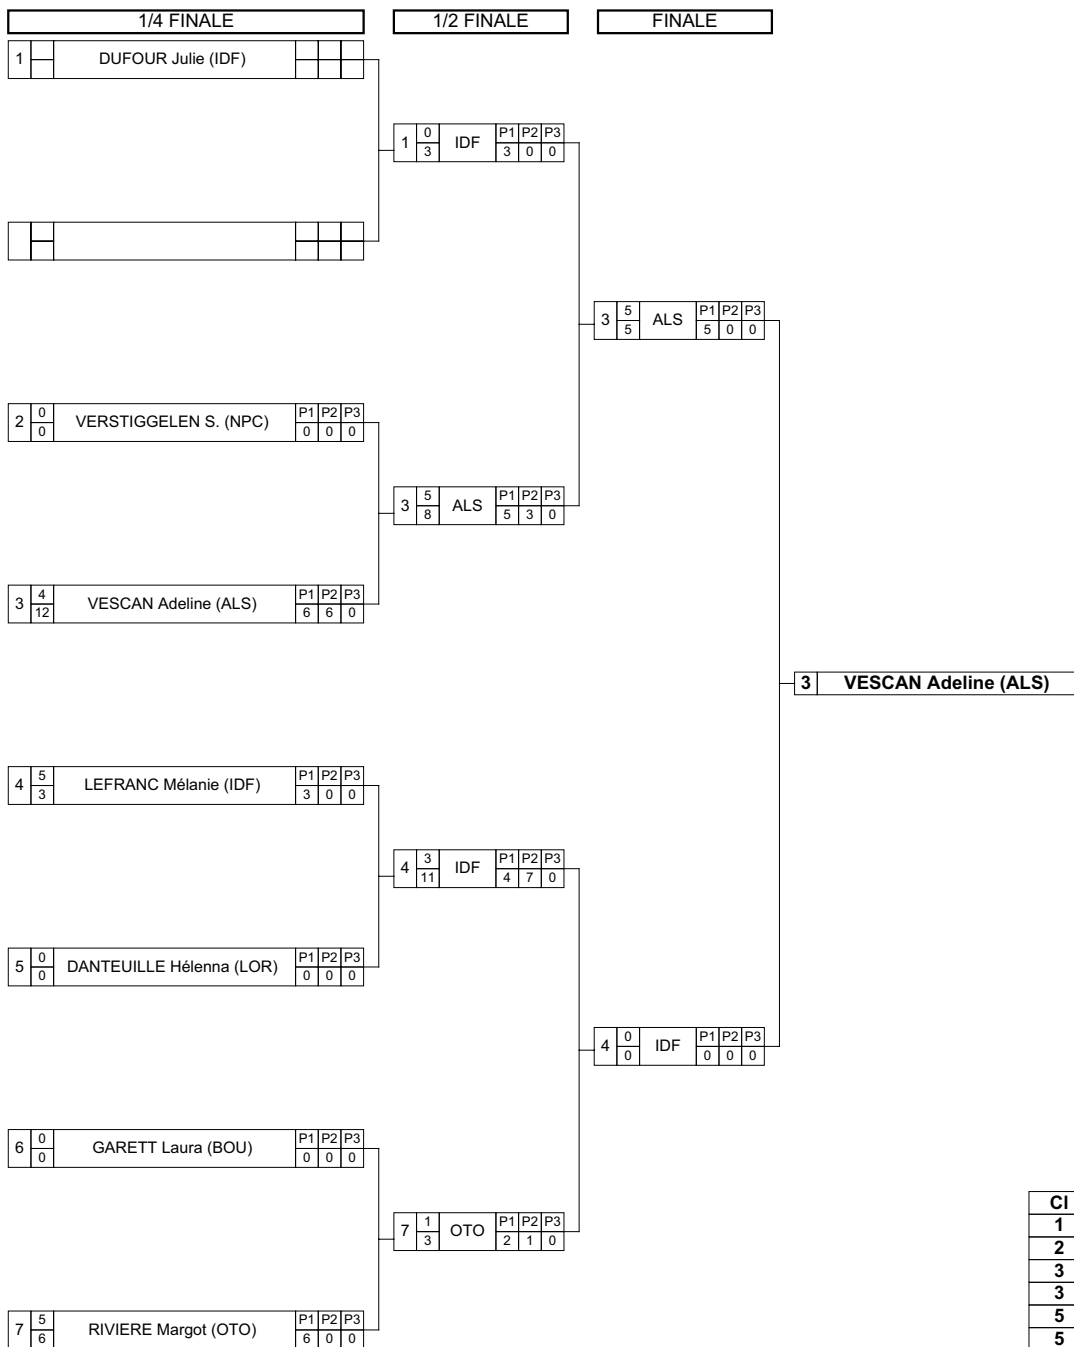 1/4 FINALE 1/2 FINALE FINALE
1 DUFOUR Julie (IDF)
1 0 3 IDF P1 P2 P3
3 0 0
3 5 5 ALS P1 P2 P3
5 0 0
2 0 0 VERSTIGGELEN S. (NPC) P1 P2 P3
0 0 0
3 5 8 ALS P1 P2 P3
5 3 0
3 4 12 VESCAN Adeline (ALS) P1 P2 P3
6 6 0
3 VESCAN Adeline (ALS)
4 5 3 LEFRANC Mélanie (IDF) P1 P2 P3
3 0 0
4 3 11 IDF P1 P2 P3
4 7 0
5 0 0 DANTEUILLE Hélenna (LOR) P1 P2 P3
0 0 0
4 0 0 IDF P1 P2 P3
0 0 0
6 0 0 GARETT Laura (BOU) P1 P2 P3
0 0 0
7 1 3 OTO P1 P2 P3
2 1 0
7 5 6 RIVIERE Margot (OTO) P1 P2 P3
6 0 0
Cl
1
2
3
3
5
5